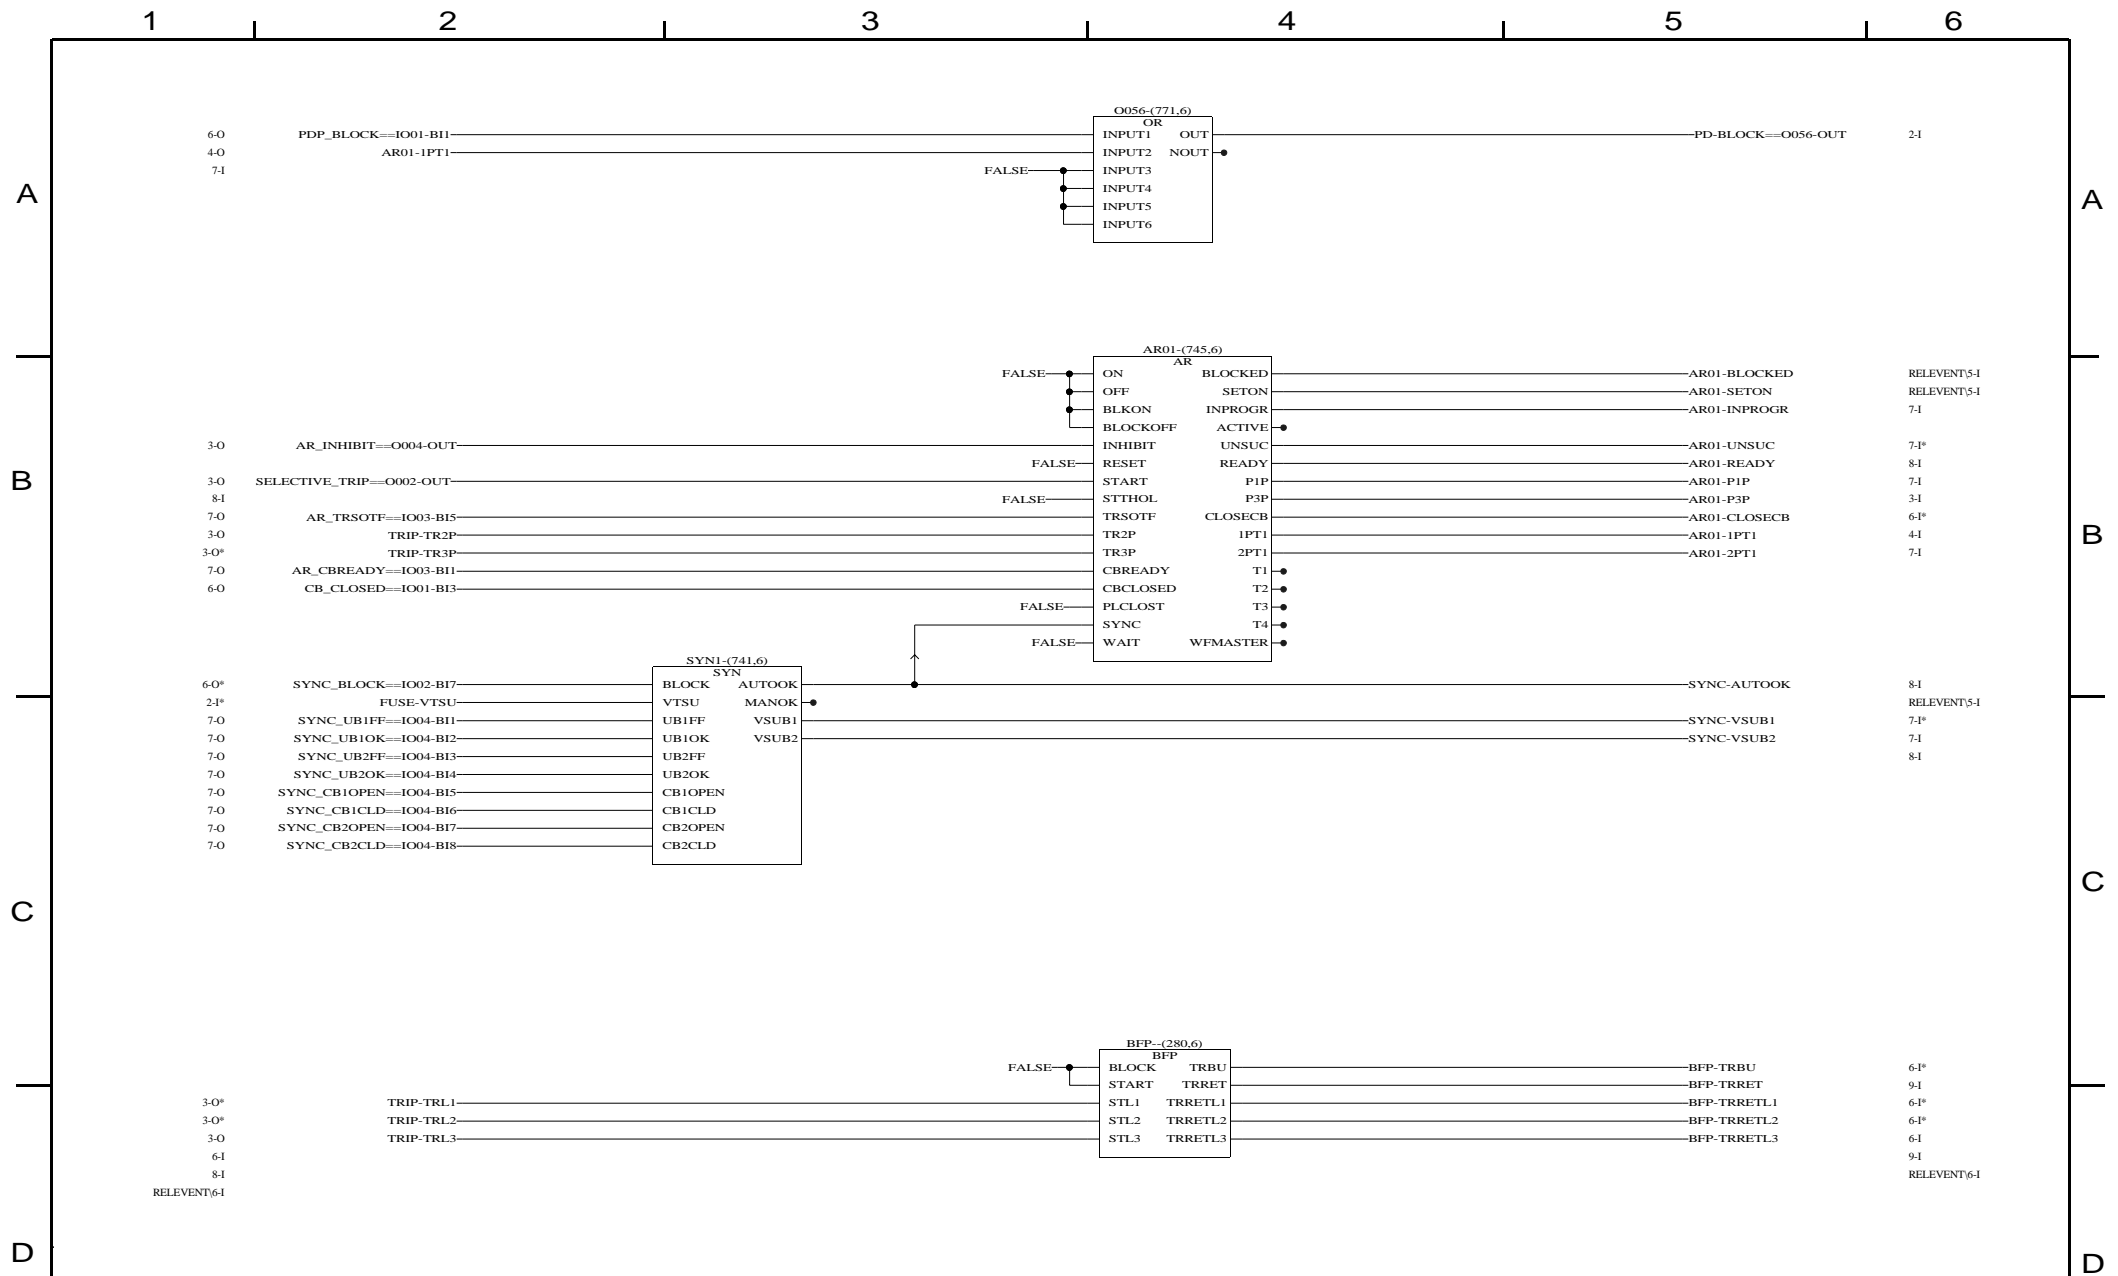 1 2 3 4 5 6
O056-(771,6)
OR
6-O PDP_BLOCK==IO01-BI1 INPUT1 OUT PD-BLOCK==O056-OUT 2-I
4-O AR01-1PT1 INPUT2 NOUT
7-I FALSE INPUT3
A INPUT4 A
INPUT5
INPUT6
AR01-(745,6)
AR
FALSE ON BLOCKED AR01-BLOCKED RELEVENT\5-I
OFF SETON AR01-SETON RELEVENT\5-I
BLKON INPROGR AR01-INPROGR 7-I
BLOCKOFF ACTIVE
3-O AR_INHIBIT==O004-OUT INHIBIT UNSUC AR01-UNSUC 7-I*
FALSE RESET READY AR01-READY 8-I
B 3-O SELECTIVE_TRIP==O002-OUT START P1P AR01-P1P 7-I
8-I FALSE STTHOL P3P AR01-P3P 3-I
7-O AR_TRSOTF==IO03-BI5 TRSOTF CLOSECB AR01-CLOSECB 6-I*
3-O TRIP-TR2P TR2P 1PT1 AR01-1PT1 4-I B
3-O* TRIP-TR3P TR3P 2PT1 AR01-2PT1 7-I
7-O AR_CBREADY==IO03-BI1 CBREADY T1
6-O CB_CLOSED==IO01-BI3 CBCLOSED T2
FALSE PLCLOST T3
SYNC T4
FALSE WAIT WFMASTER
SYN1-(741,6)
SYN
6-O* SYNC_BLOCK==IO02-BI7 BLOCK AUTOOK SYNC-AUTOOK 8-I
2-I* FUSE-VTSU VTSU MANOK RELEVENT\5-I
7-O SYNC_UB1FF==IO04-BI1 UB1FF VSUB1 SYNC-VSUB1 7-I*
7-O SYNC_UB1OK==IO04-BI2 UB1OK VSUB2 SYNC-VSUB2 7-I
7-O SYNC_UB2FF==IO04-BI3 UB2FF 8-I
7-O SYNC_UB2OK==IO04-BI4 UB2OK
7-O SYNC_CB1OPEN==IO04-BI5 CB1OPEN
7-O SYNC_CB1CLD==IO04-BI6 CB1CLD
7-O SYNC_CB2OPEN==IO04-BI7 CB2OPEN
7-O SYNC_CB2CLD==IO04-BI8 CB2CLD
C C
BFP--(280,6)
BFP
FALSE BLOCK TRBU BFP-TRBU 6-I*
START TRRET BFP-TRRET 9-I
3-O* TRIP-TRL1 STL1 TRRETL1 BFP-TRRETL1 6-I*
3-O* TRIP-TRL2 STL2 TRRETL2 BFP-TRRETL2 6-I*
3-O TRIP-TRL3 STL3 TRRETL3 BFP-TRRETL3 6-I
6-I 9-I
8-I RELEVENT\6-I
RELEVENT\6-I
D D